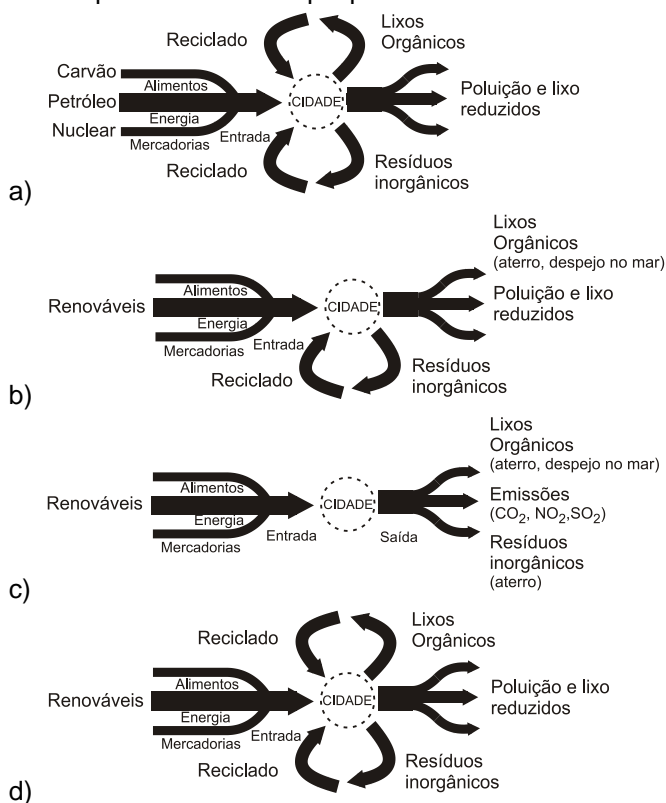 Reciclado
Lixos
Orgânicos
Carvão
Petróleo
Nuclear
Alimentos
Energia
Mercadorias
Entrada
CIDADE
Poluição e lixo
reduzidos
Reciclado
Resíduos
inorgânicos
a)
Lixos
Orgânicos
(aterro, despejo no mar)
Renováveis
Alimentos
Energia
Mercadorias
Entrada
CIDADE
Poluição e lixo
reduzidos
Reciclado
Resíduos
inorgânicos
b)
Lixos
Orgânicos
(aterro, despejo no mar)
Renováveis
Alimentos
Energia
Mercadorias
Entrada
CIDADE
Saída
Emissões
(CO₂, NO₂,SO₂)
Resíduos
inorgânicos
(aterro)
c)
Reciclado
Lixos
Orgânicos
Renováveis
Alimentos
Energia
Mercadorias
Entrada
CIDADE
Poluição e lixo
reduzidos
Reciclado
Resíduos
inorgânicos
d)